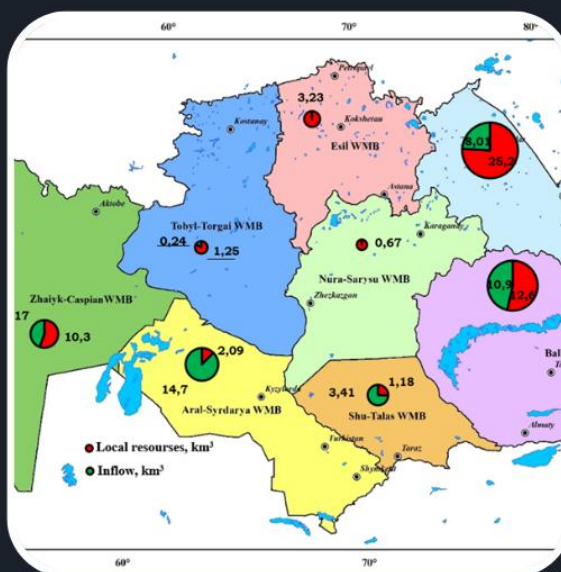 60°
70°
80°
Petropavl
3,23
Kostanay
Kokshetau
Esil WMB
8,01
25,2
Astana
Aktobe
Tobyl-Torgai WMB
0,24
1,25
0,67
Karaganda
Nura-Sarysu WMB
Zhaiyk-Caspian WMB
Zhezkazgan
10,9
12,6
17
10,3
2,09
14,7
Kyzylorda
Aral-Syrdarya WMB
3,41
1,18
Shu-Talas WMB
Bal
Almaty
Local resourses, km³
Turkistan
Taraz
Inflow, km³
Shymkent
60°
70°